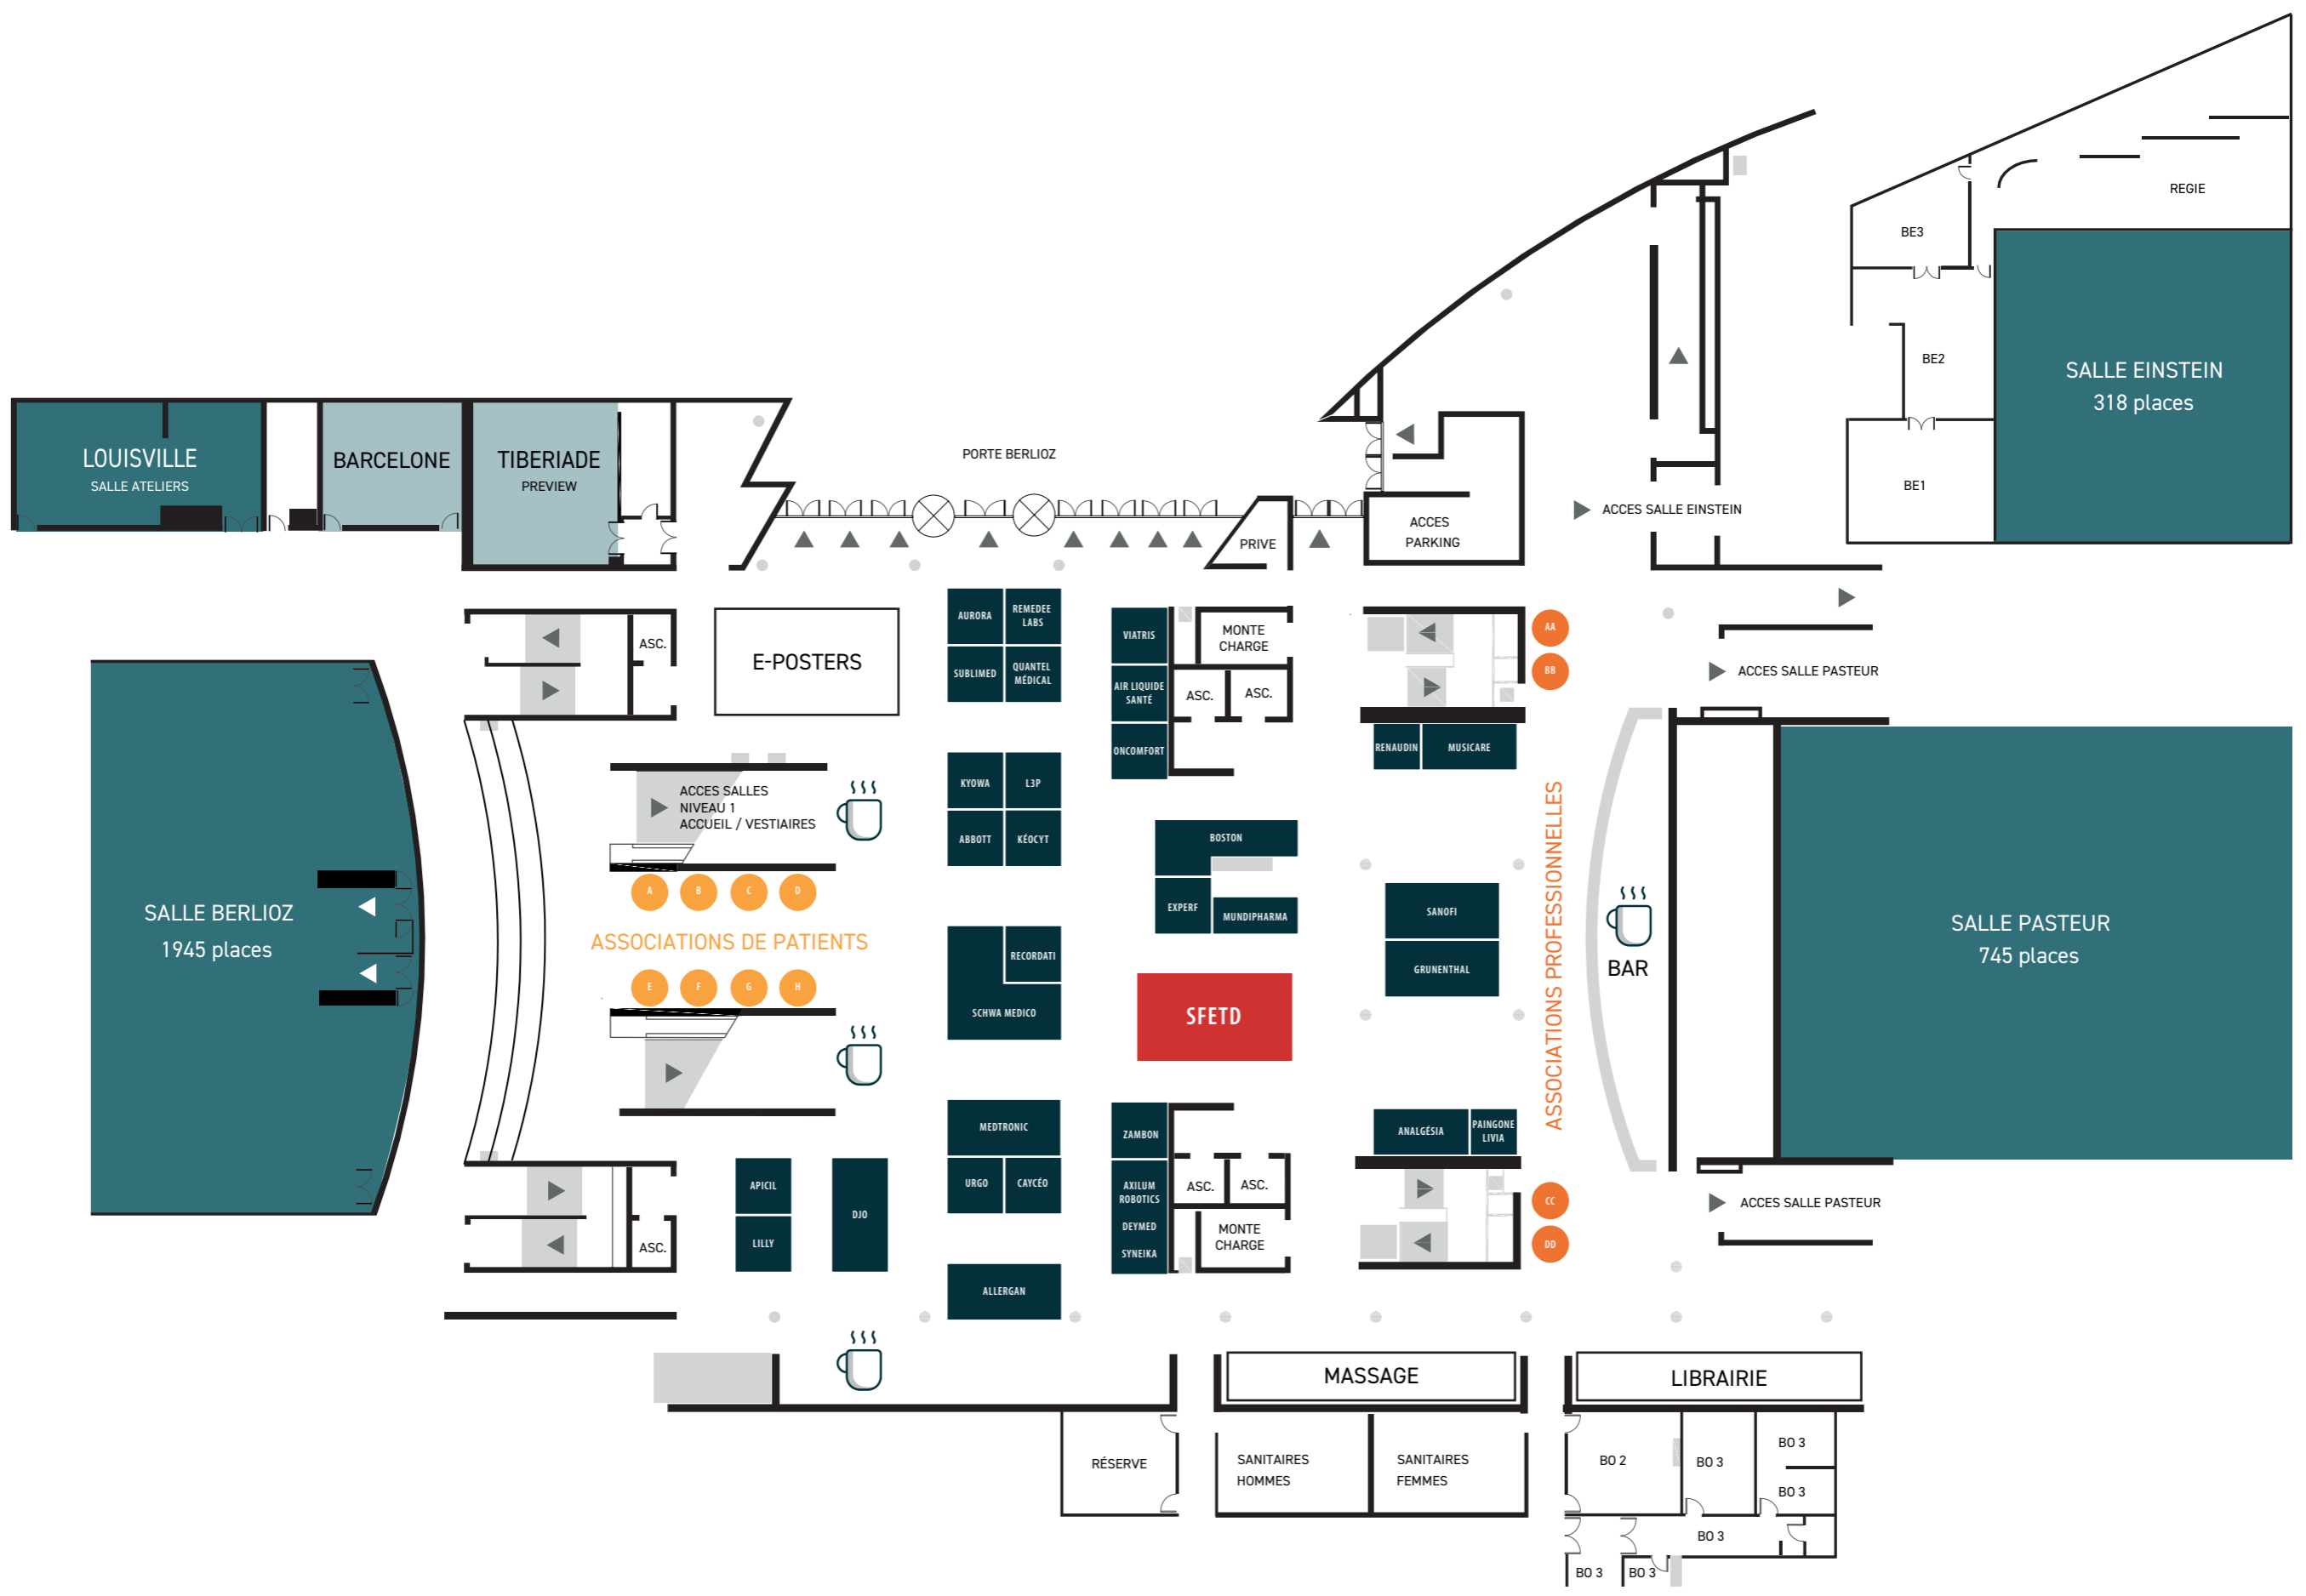 REGIE
BE3
BE2
SALLE EINSTEIN
318 places
BE1
LOUISVILLE
SALLE ATELIERS
BARCELONE
TIBERIADE
PREVIEW
PORTE BERLIOZ
ACCES SALLE EINSTEIN
ACCES
PARKING
PRIVE
E-POSTERS
ASC.
AURORA
REMEDEE
LABS
SUBLIMED
QUANTEL
MÉDICAL
VIATRIS
AIR LIQUIDE
SANTÉ
ONCOMFORT
MONTE
CHARGE
ASC.
ASC.
AA
BB
ACCES SALLE PASTEUR
RENAUDIN
MUSICARE
ACCES SALLES
NIVEAU 1
ACCUEIL / VESTIAIRES
KYOWA
L3P
ABBOTT
KÉOCYT
BOSTON
EXPERF
MUNDIPHARMA
A
B
C
D
ASSOCIATIONS DE PATIENTS
E
F
G
H
SALLE BERLIOZ
1945 places
RECORDATI
SCHWA MEDICO
SFETD
SANOFI
GRUNENTHAL
ASSOCIATIONS PROFESSIONNELLES
BAR
SALLE PASTEUR
745 places
MEDTRONIC
URGO
CAYCÉO
ZAMBON
AXILUM
ROBOTICS
DEYMED
SYNEIKA
ASC.
ASC.
MONTE
CHARGE
ANALGÉSIA
PAINGONE
LIVIA
CC
DD
ACCES SALLE PASTEUR
APICIL
LILLY
DJO
ASC.
ALLERGAN
MASSAGE
LIBRAIRIE
RÉSERVE
SANITAIRES
HOMMES
SANITAIRES
FEMMES
BO 2
BO 3
BO 3
BO 3
BO 3
BO 3
BO 3